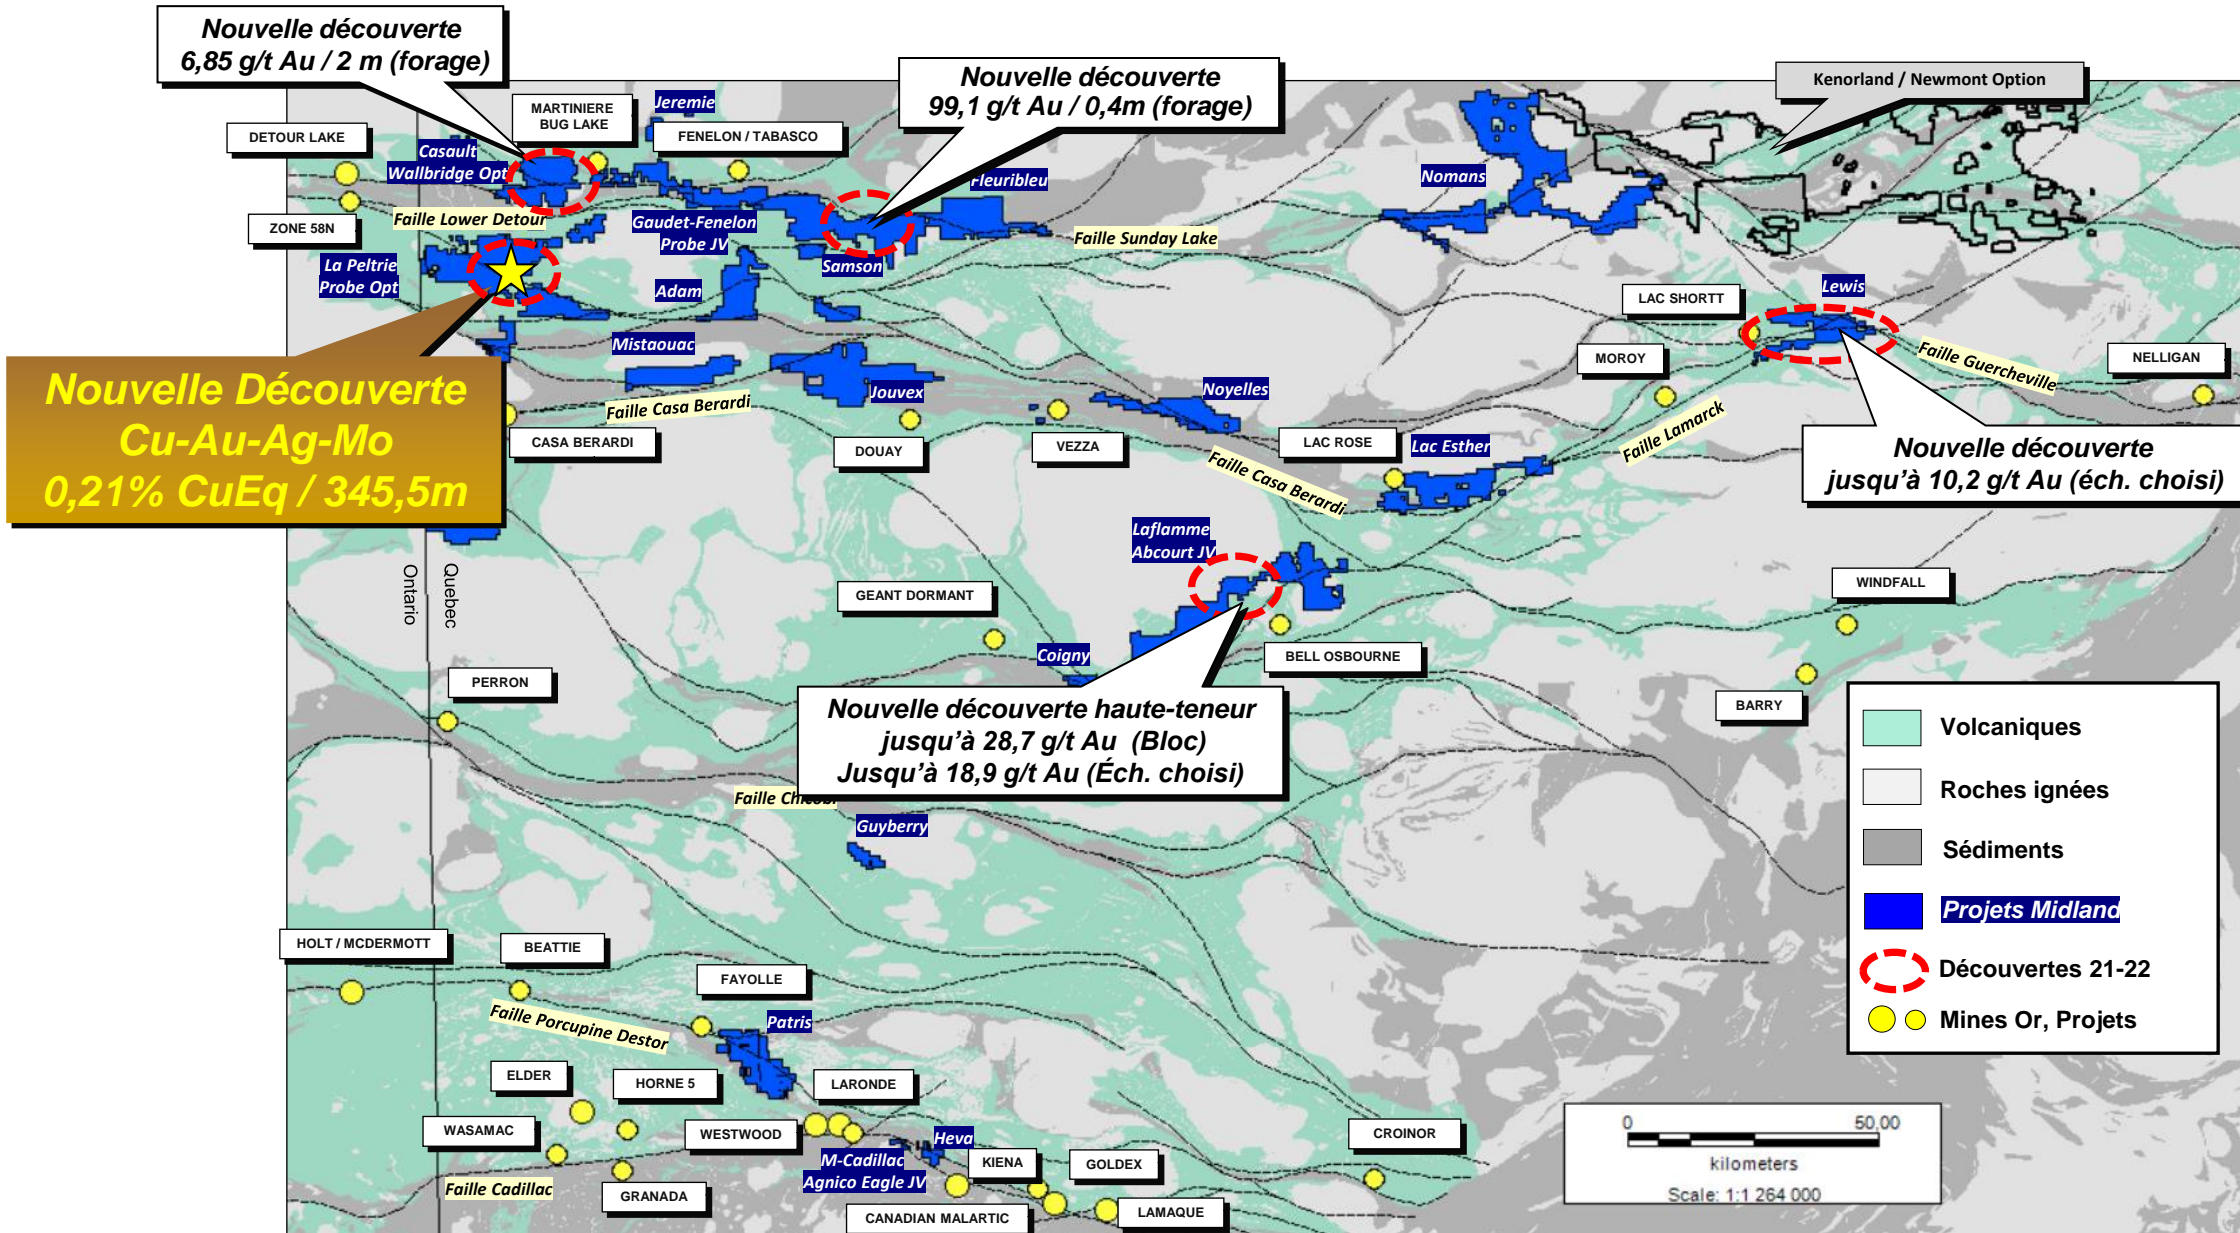 Nouvelle découverte
6,85 g/t Au / 2 m (forage)
Nouvelle découverte
99,1 g/t Au / 0,4m (forage)
Kenorland / Newmont Option
DETOUR LAKE
MARTINIERE
BUG LAKE
Jeremie
FENELON / TABASCO
Casault
Wallbridge Opt
Fleuribleu
Nomans
ZONE 58N
Faille Lower Detour
Gaudet-Fenelon
Probe JV
Faille Sunday Lake
La Peltrie
Probe Opt
Samson
Adam
Lewis
LAC SHORTT
Mistaouac
MOROY
Faille Guercheville
NELLIGAN
Nouvelle Découverte
Cu-Au-Ag-Mo
0,21% CuEq / 345,5m
Faille Casa Berardi
Jouvex
Noyelles
CASA BERARDI
DOUAY
VEZZA
LAC ROSE
Lac Esther
Faille Lamarck
Faille Casa Berardi
Nouvelle découverte
jusqu'à 10,2 g/t Au (éch. choisi)
Laflamme
Abcourt JV
Ontario
Quebec
GEANT DORMANT
WINDFALL
Coigny
BELL OSBOURNE
PERRON
BARRY
Nouvelle découverte haute-teneur
jusqu'à 28,7 g/t Au (Bloc)
Jusqu'à 18,9 g/t Au (Éch. choisi)
Faille
Guyberry
Volcaniques
Roches ignées
Sédiments
Projets Midland
Découvertes 21-22
Mines Or, Projets
HOLT / MCDERMOTT
BEATTIE
FAYOLLE
Faille Porcupine Destor
Patris
ELDER
HORNE 5
LARONDE
WASAMAC
WESTWOOD
Heva
CROINOR
M-Cadillac
Agnico Eagle JV
KIENA
GOLDEX
Faille Cadillac
GRANADA
CANADIAN MALARTIC
LAMAQUE
0 50,00
kilometers
Scale: 1:1 264 000